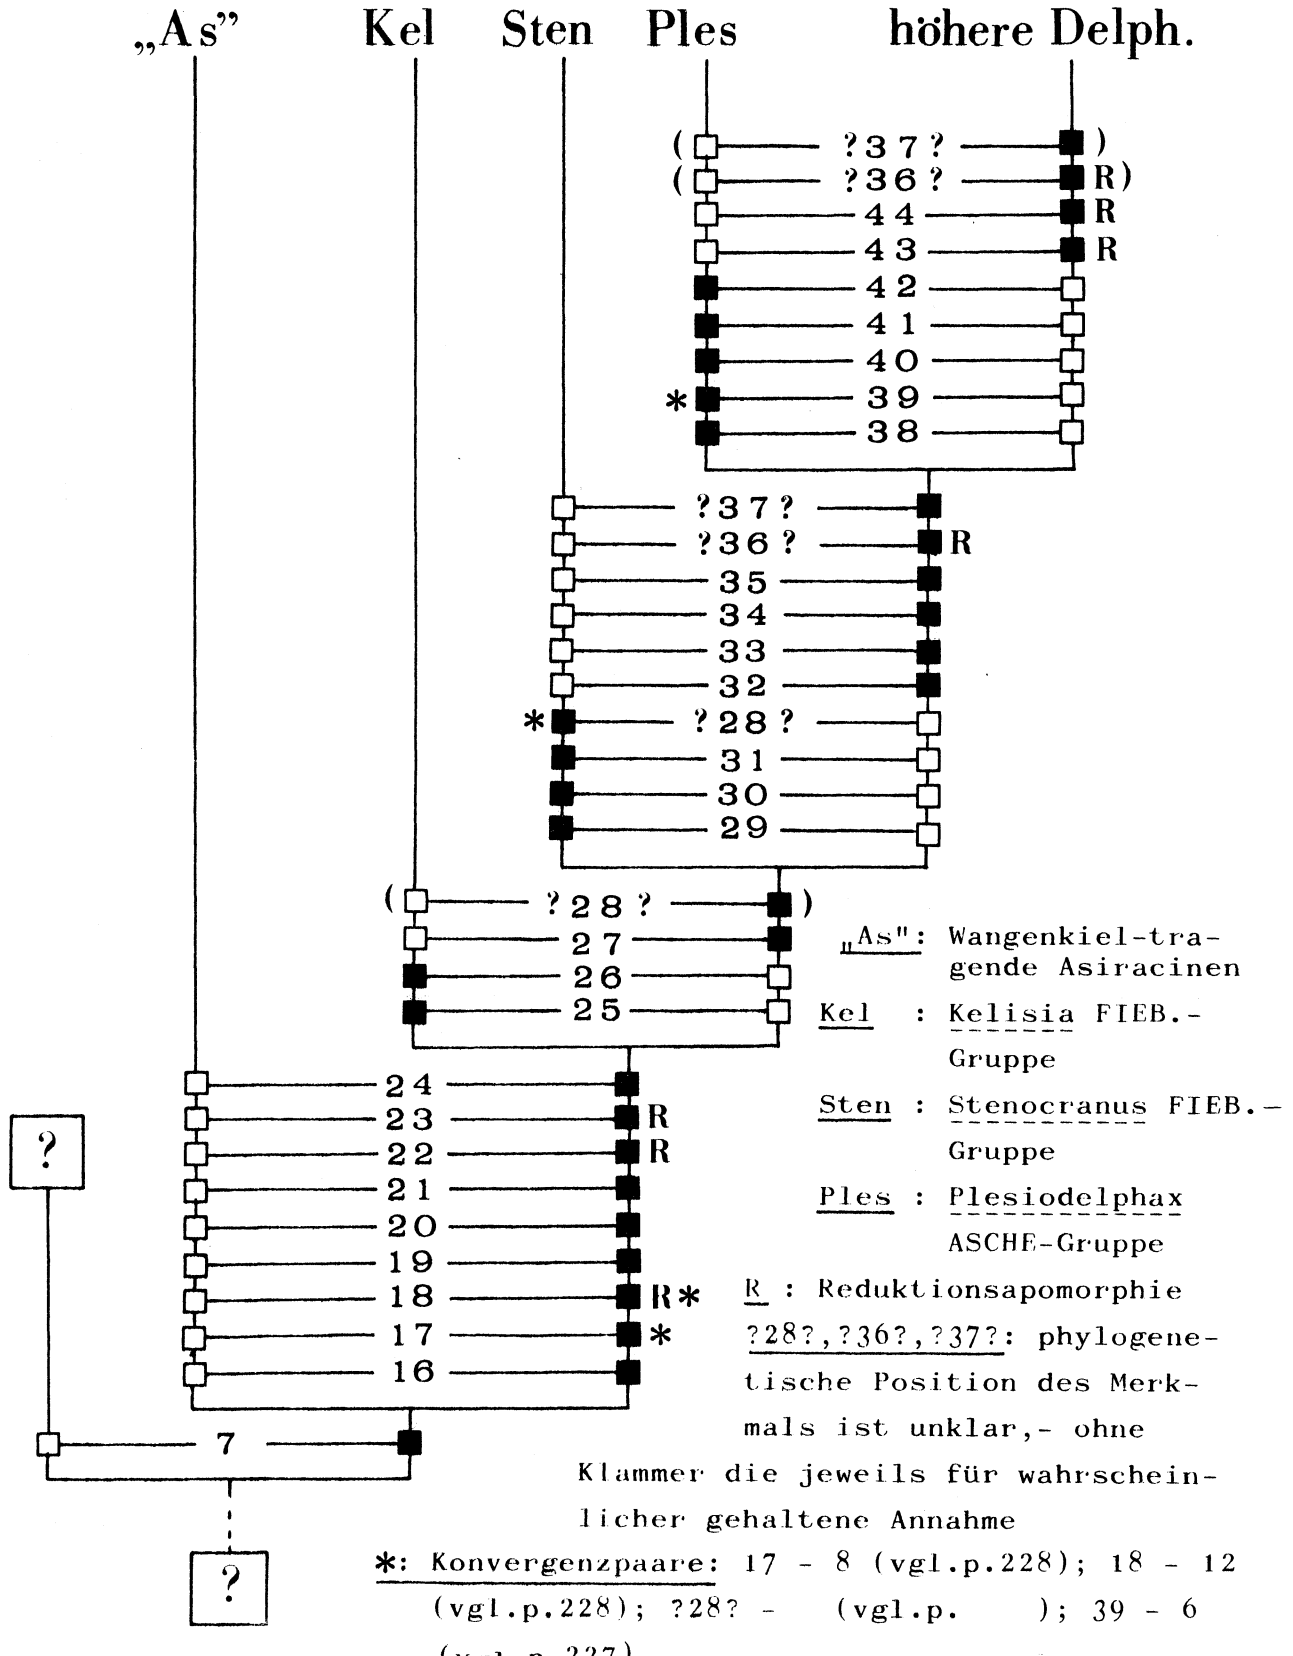 „As” Kel Sten Ples höhere Delph.
( ?37? )
( ?36? R)
44 R
43 R
42
41
40
* 39
38
?37?
?36? R
35
34
33
32
* ?28?
31
30
29
( ?28? )
27
26
25
24
23 R
22 R
21
20
19
18 R*
17 *
16
?
7
?
„As": Wangenkiel-tra-
gende Asiracinen
Kel : Kelisia FIEB.-
Gruppe
Sten : Stenocranus FIEB.-
Gruppe
Ples : Plesiodelphax
ASCHE-Gruppe
R : Reduktionsapomorphie
?28?,?36?,?37?: phylogene-
tische Position des Merk-
mals ist unklar,- ohne
Klammer die jeweils für wahrschein-
licher gehaltene Annahme
*: Konvergenzpaare: 17 - 8 (vgl.p.228); 18 - 12
(vgl.p.228); ?28? - (vgl.p. ); 39 - 6
(vgl.p.227)